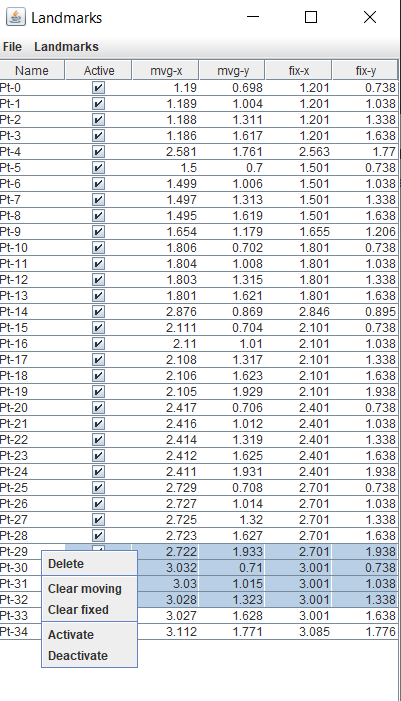 Landmarks
File Landmarks
Name Active mvg-x mvg-y fix-x fix-y
Pt-0 1.19 0.698 1.201 0.738
Pt-1 1.189 1.004 1.201 1.038
Pt-2 1.188 1.311 1.201 1.338
Pt-3 1.186 1.617 1.201 1.638
Pt-4 2.581 1.761 2.563 1.77
Pt-5 1.5 0.7 1.501 0.738
Pt-6 1.499 1.006 1.501 1.038
Pt-7 1.497 1.313 1.501 1.338
Pt-8 1.495 1.619 1.501 1.638
Pt-9 1.654 1.179 1.655 1.206
Pt-10 1.806 0.702 1.801 0.738
Pt-11 1.804 1.008 1.801 1.038
Pt-12 1.803 1.315 1.801 1.338
Pt-13 1.801 1.621 1.801 1.638
Pt-14 2.876 0.869 2.846 0.895
Pt-15 2.111 0.704 2.101 0.738
Pt-16 2.11 1.01 2.101 1.038
Pt-17 2.108 1.317 2.101 1.338
Pt-18 2.106 1.623 2.101 1.638
Pt-19 2.105 1.929 2.101 1.938
Pt-20 2.417 0.706 2.401 0.738
Pt-21 2.416 1.012 2.401 1.038
Pt-22 2.414 1.319 2.401 1.338
Pt-23 2.412 1.625 2.401 1.638
Pt-24 2.411 1.931 2.401 1.938
Pt-25 2.729 0.708 2.701 0.738
Pt-26 2.727 1.014 2.701 1.038
Pt-27 2.725 1.32 2.701 1.338
Pt-28 2.723 1.627 2.701 1.638
Pt-29 2.722 1.933 2.701 1.938
Pt-30 3.032 0.71 3.001 0.738
Pt-31 3.03 1.015 3.001 1.038
Pt-32 3.028 1.323 3.001 1.338
Pt-33 3.027 1.628 3.001 1.638
Pt-34 3.112 1.771 3.085 1.776
Delete
Clear moving
Clear fixed
Activate
Deactivate